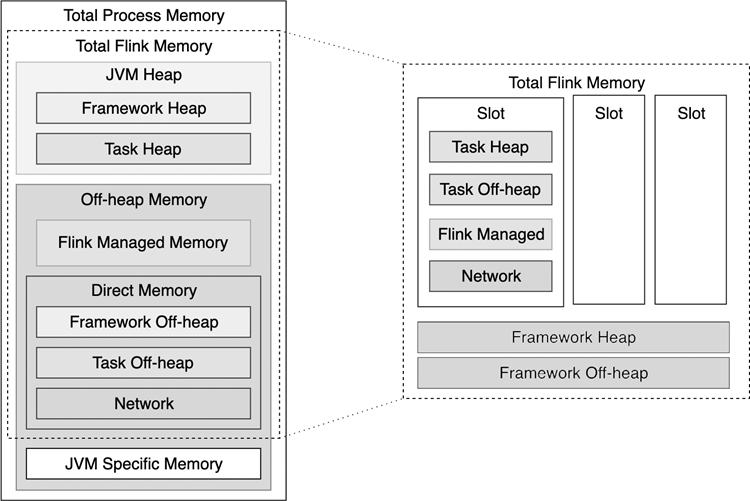 Total Process Memory
Total Flink Memory
JVM Heap
Framework Heap
Task Heap
Off-heap Memory
Flink Managed Memory
Direct Memory
Framework Off-heap
Task Off-heap
Network
JVM Specific Memory
Total Flink Memory
Slot
Task Heap
Task Off-heap
Flink Managed
Network
Slot
Slot
Framework Heap
Framework Off-heap